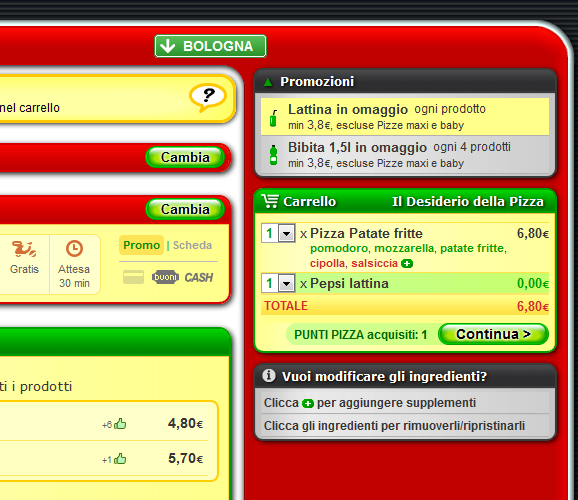 BOLOGNA
nel carrello
?
Cambia
Cambia
Gratis
Attesa
30 min
Promo | Scheda
buoni CASH
ti i prodotti
+6 4,80€
+1 5,70€
Promozioni
Lattina in omaggio ogni prodotto
min 3,8€, escluse Pizze maxi e baby
Bibita 1,5l in omaggio ogni 4 prodotti
min 3,8€, escluse Pizze maxi e baby
Carrello Il Desiderio della Pizza
1 x Pizza Patate fritte 6,80€
pomodoro, mozzarella, patate fritte,
cipolla, salsiccia +
1 x Pepsi lattina 0,00€
TOTALE 6,80€
PUNTI PIZZA acquisiti: 1 Continua >
i Vuoi modificare gli ingredienti?
Clicca + per aggiungere supplementi
Clicca gli ingredienti per rimuoverli/ripristinarli